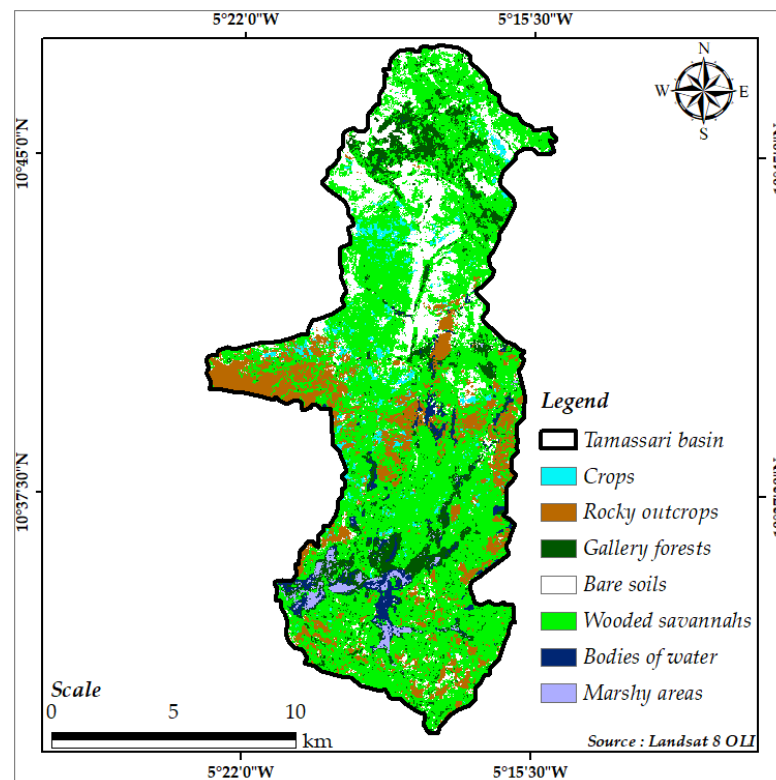 5°22'0"W 5°15'30"W
N
W E
S
10°45'0"N
10°37'30"N
Legend
Tamassari basin
Crops
Rocky outcrops
Gallery forests
Bare soils
Wooded savannahs
Bodies of water
Marshy areas
Scale
0 5 10
km
Source : Landsat 8 OLI
5°22'0"W 5°15'30"W